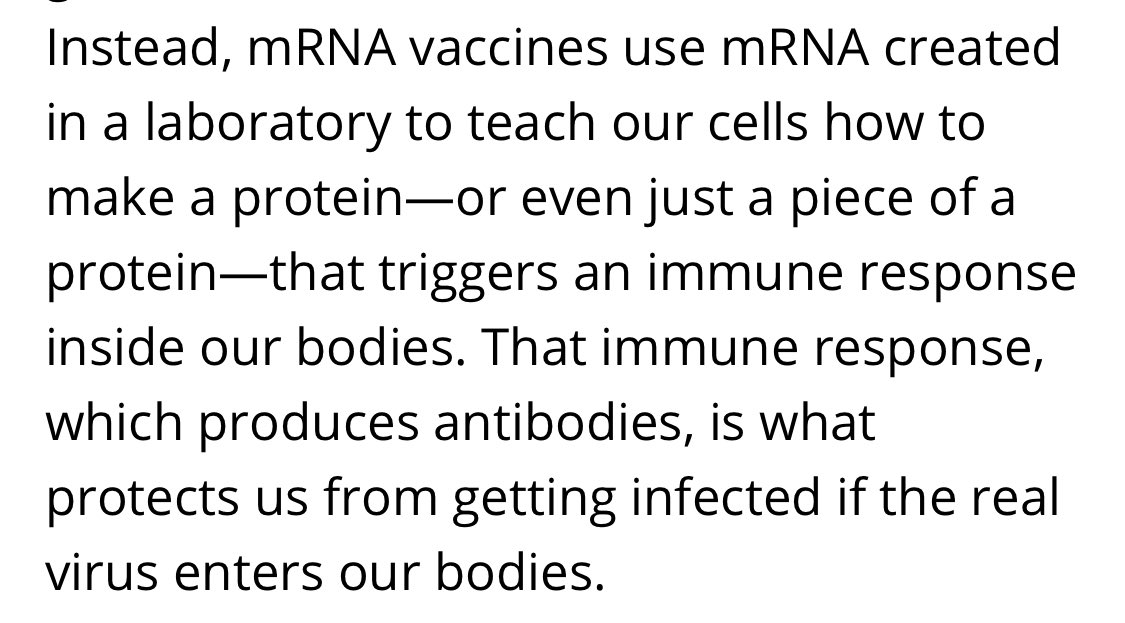 Instead, mRNA vaccines use mRNA created
in a laboratory to teach our cells how to
make a protein—or even just a piece of a
protein—that triggers an immune response
inside our bodies. That immune response,
which produces antibodies, is what
protects us from getting infected if the real
virus enters our bodies.